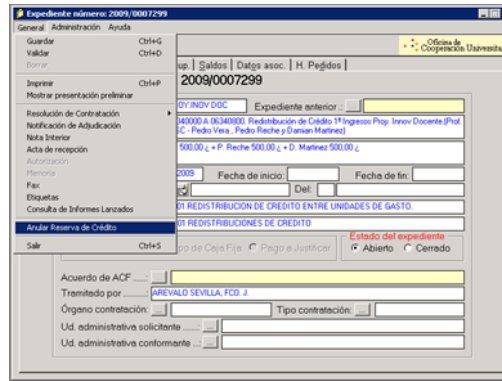 Expediente número: 2009/0007299
General Administración Ayuda
Guardar Ctrl+G
Validar Ctrl+D
Borrar
Imprimir Ctrl+P
Mostrar presentación preliminar
Resolución de Contratación
Notificación de Adjudicación
Nota Interior
Acta de recepción
Autorización
Memoria
Fax
Etiquetas
Consulta de Informes Lanzados
Anular Reserva de Crédito
Salir Ctrl+S
Oficina de
Cooperación Universita
up. Saldos Datos asoc. H. Pedidos
2009/0007299
OY.INOV DOC Expediente anterior .: ...
40000 A 06340800. Redistribucion de Crédito 1ª Ingresos Proy. Innov Docente.(Prof.
SC - Pedro Vera , Pedro Reche y Damian Martinez)
500,00 ¿ + P. Reche 500,00 ¿ + D. Martinez 500,00 ¿
2009 Fecha de inicio: Fecha de fin:
Del:
01 REDISTRIBUCION DE CREDITO ENTRE UNIDADES DE GASTO.
01 REDISTRIBUCIONES DE CREDITO
Estado del expediente
po de Caja Fija Pago a Justificar Abierto Cerrado
Acuerdo de ACF ....: ...
Tramitado por ........: AREVALO SEVILLA, FCO. J.
Órgano contratación: ... Tipo contratación: ...
Ud. administrativa solicitante .....: ...
Ud. administrativa conformante ..: ...